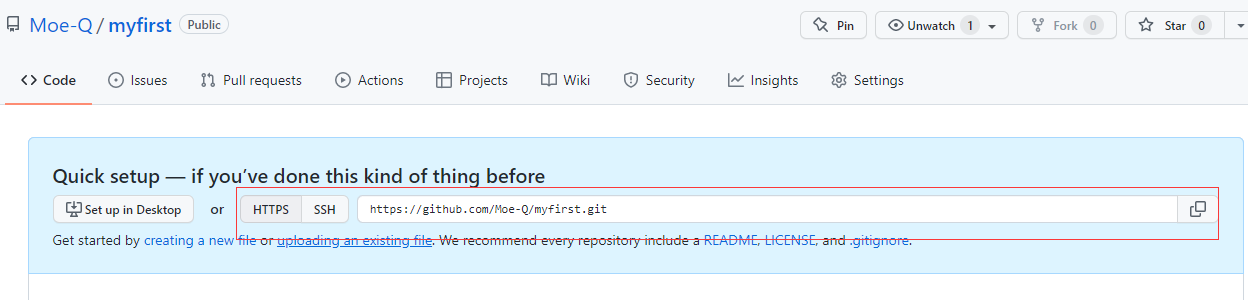 Moe-Q / myfirst Public Pin Unwatch 1 Fork 0 Star 0
Code Issues Pull requests Actions Projects Wiki Security Insights Settings
Quick setup — if you’ve done this kind of thing before
Set up in Desktop or HTTPS SSH https://github.com/Moe-Q/myfirst.git
Get started by creating a new file or uploading an existing file. We recommend every repository include a README, LICENSE, and .gitignore.